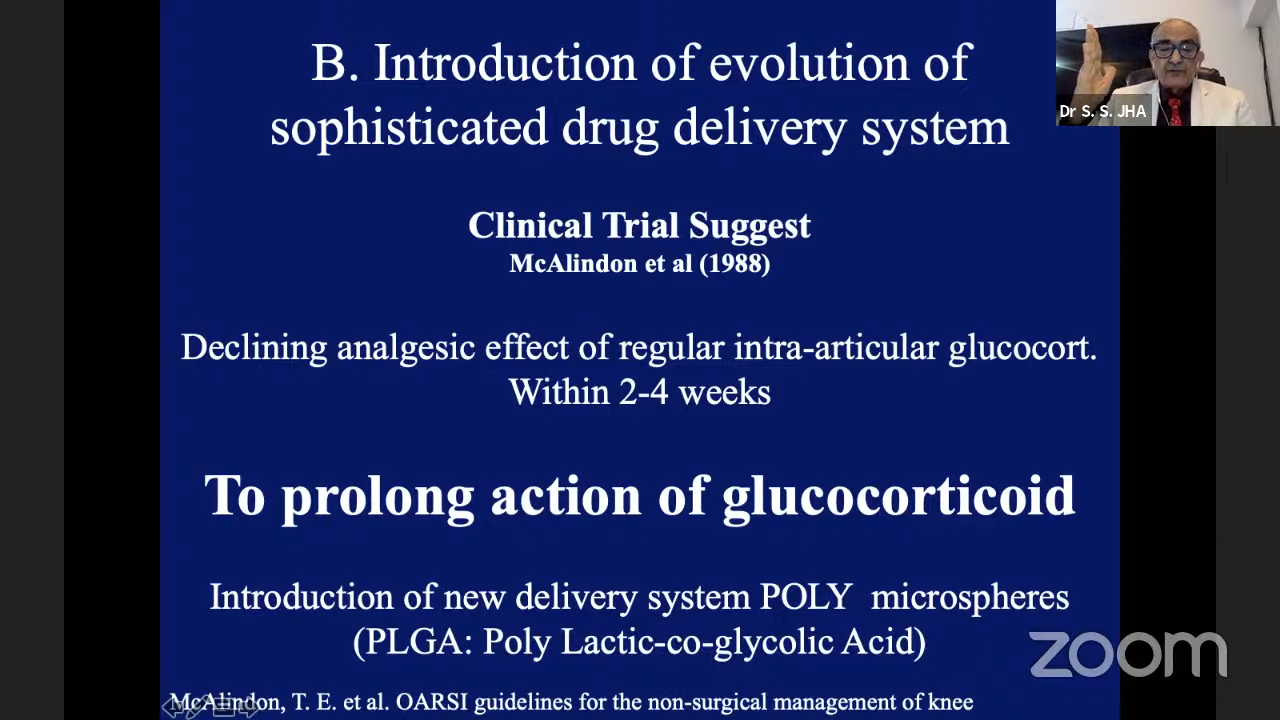 B. Introduction of evolution of
sophisticated drug delivery system
Dr S. S. JHA
Clinical Trial Suggest
McAlindon et al (1988)
Declining analgesic effect of regular intra-articular glucocort.
Within 2-4 weeks
To prolong action of glucocorticoid
Introduction of new delivery system POLY microspheres
(PLGA: Poly Lactic-co-glycolic Acid)
zoom
McAlindon, T. E. et al. OARSI guidelines for the non-surgical management of knee